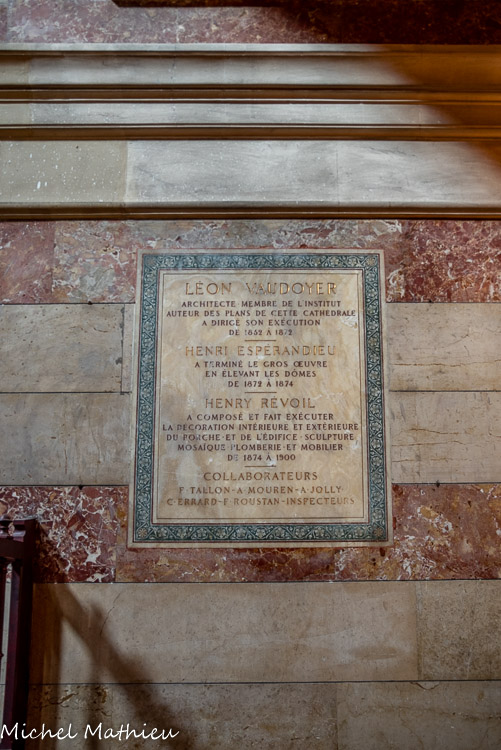 LÉON VAUDOYER
ARCHITECTE MEMBRE DE L'INSTITUT
AUTEUR DES PLANS DE CETTE CATHEDRALE
A DIRIGÉ SON EXÉCUTION
DE 1852 À 1872
HENRI ESPÉRANDIEU
A TERMINÉ LE GROS ŒUVRE
EN ÉLEVANT LES DÔMES
DE 1872 À 1874
HENRY RÉVOIL
A COMPOSÉ ET FAIT EXÉCUTER
LA DÉCORATION INTÉRIEURE ET EXTÉRIEURE
DU PORCHE·ET DE L'ÉDIFICE·SCULPTURE
MOSAÏQUE PLOMBERIE·ET MOBILIER
DE 1874 À 1900
COLLABORATEURS
F·TALLON·A·MOUREN·A·JOLLY
C·ERRARD·F·ROUSTAN·INSPECTEURS
Michel Mathieu